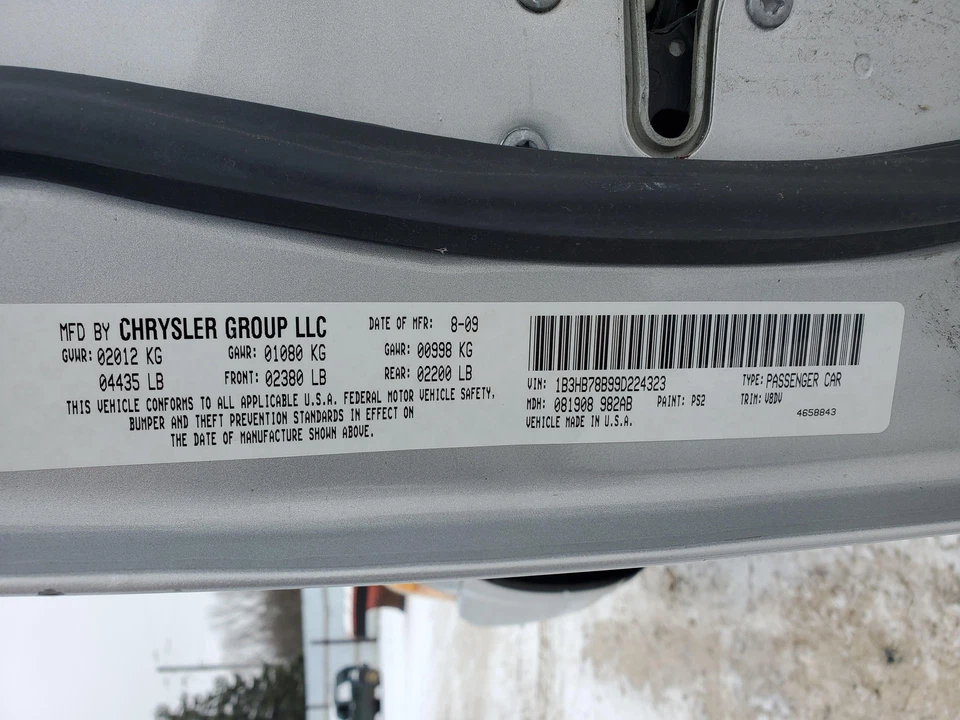 MFD BY CHRYSLER GROUP LLC DATE OF MFR: 8-09
GVWR: 02012 KG GAWR: 01080 KG GAWR: 00998 KG
04435 LB FRONT: 02380 LB REAR: 02200 LB
THIS VEHICLE CONFORMS TO ALL APPLICABLE U.S.A. FEDERAL MOTOR VEHICLE SAFETY,
BUMPER AND THEFT PREVENTION STANDARDS IN EFFECT ON
THE DATE OF MANUFACTURE SHOWN ABOVE.
VIN: 1B3HB78B99D224323 TYPE: PASSENGER CAR
MDH: 081908 982AB PAINT: PS2 TRIM: V8DV
VEHICLE MADE IN U.S.A. 4658843